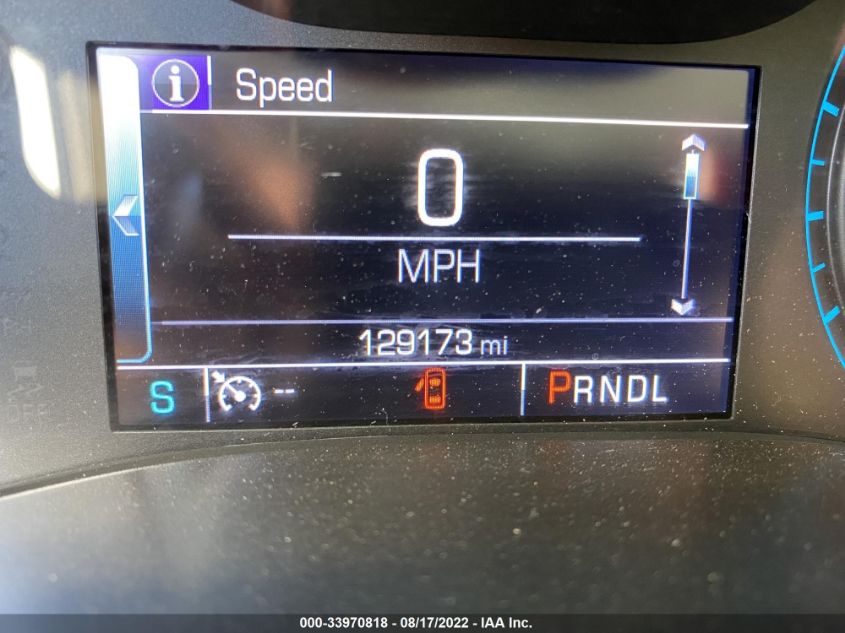 Speed
0
MPH
129173 mi
S -- PRNDL
000-33970818 - 08/17/2022 - IAA Inc.